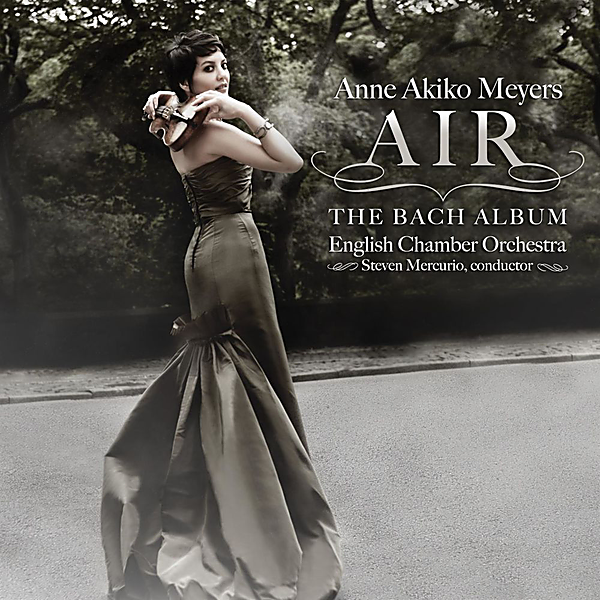 Anne Akiko Meyers
AIR
THE BACH ALBUM
English Chamber Orchestra
Steven Mercurio, conductor